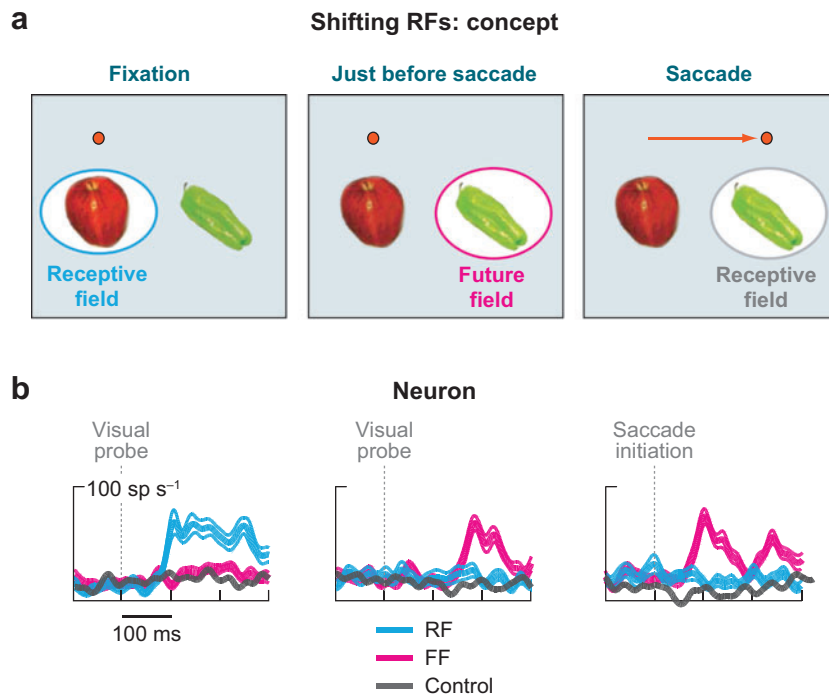 a
Shifting RFs: concept
Fixation
Just before saccade
Saccade
Receptive
field
Future
field
Receptive
field
b
Neuron
Visual
probe
Visual
probe
Saccade
initiation
100 sp s⁻¹
100 ms
RF
FF
Control